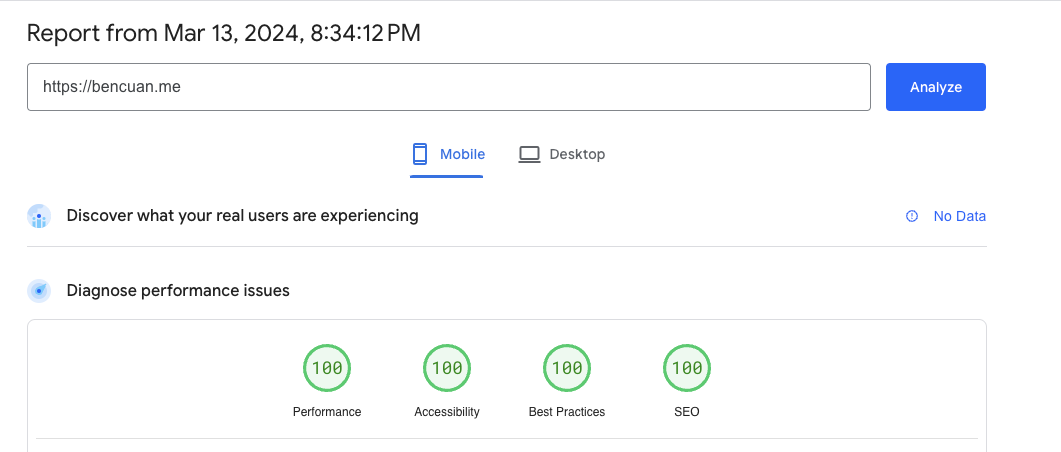 Report from Mar 13, 2024, 8:34:12 PM
https://bencuan.me
Analyze
Mobile Desktop
Discover what your real users are experiencing No Data
Diagnose performance issues
100 100 100 100
Performance Accessibility Best Practices SEO